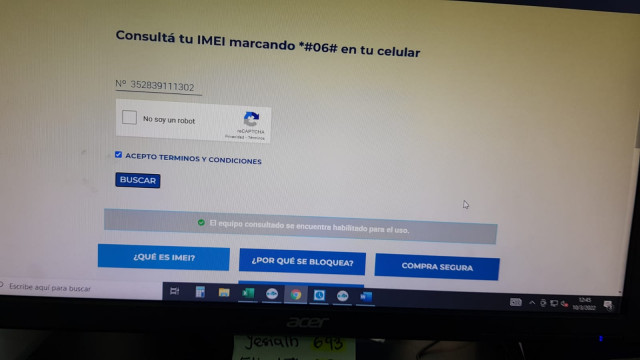 Consultá tu IMEI marcando *#06# en tu celular
Nº 352839111302
No soy un robot
reCAPTCHA
Privacidad - Términos
ACEPTO TERMINOS Y CONDICIONES
BUSCAR
El equipo consultado se encuentra habilitado para el uso.
¿QUÉ ES IMEI?
¿POR QUÉ SE BLOQUEA?
COMPRA SEGURA
Escribe aquí para buscar
12:45
10/3/2022
acer